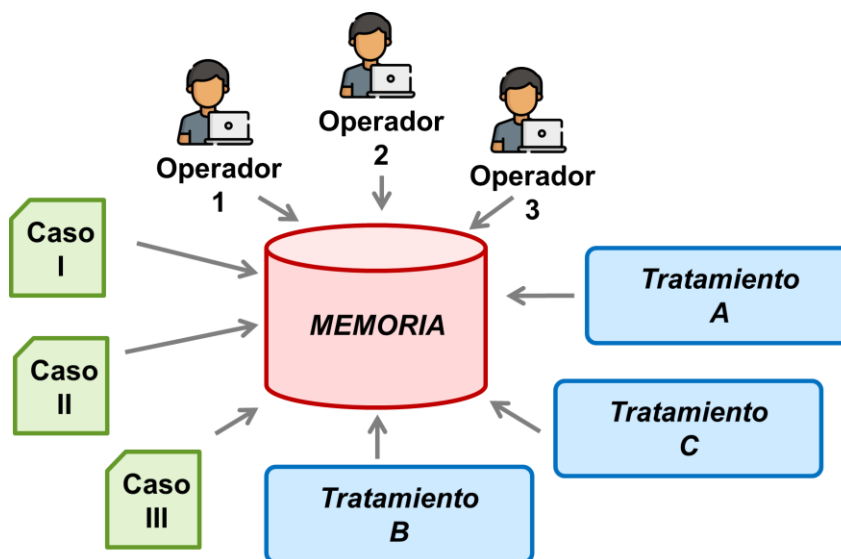 Operador
1
Operador
2
Operador
3
Caso
I
Caso
II
Caso
III
MEMORIA
Tratamiento
A
Tratamiento
C
Tratamiento
B